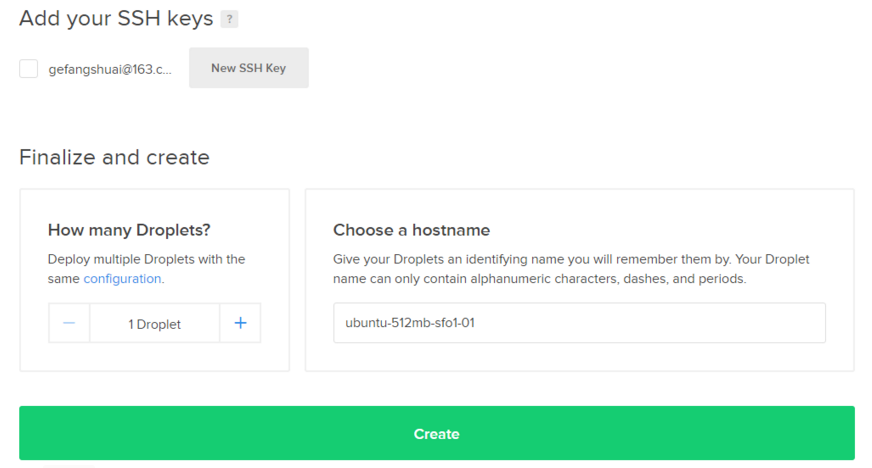 Add your SSH keys ?
gefangshuai@163.c...
New SSH Key
Finalize and create
How many Droplets?
Deploy multiple Droplets with the
same configuration.
− 1 Droplet +
Choose a hostname
Give your Droplets an identifying name you will remember them by. Your Droplet
name can only contain alphanumeric characters, dashes, and periods.
ubuntu-512mb-sfo1-01
Create